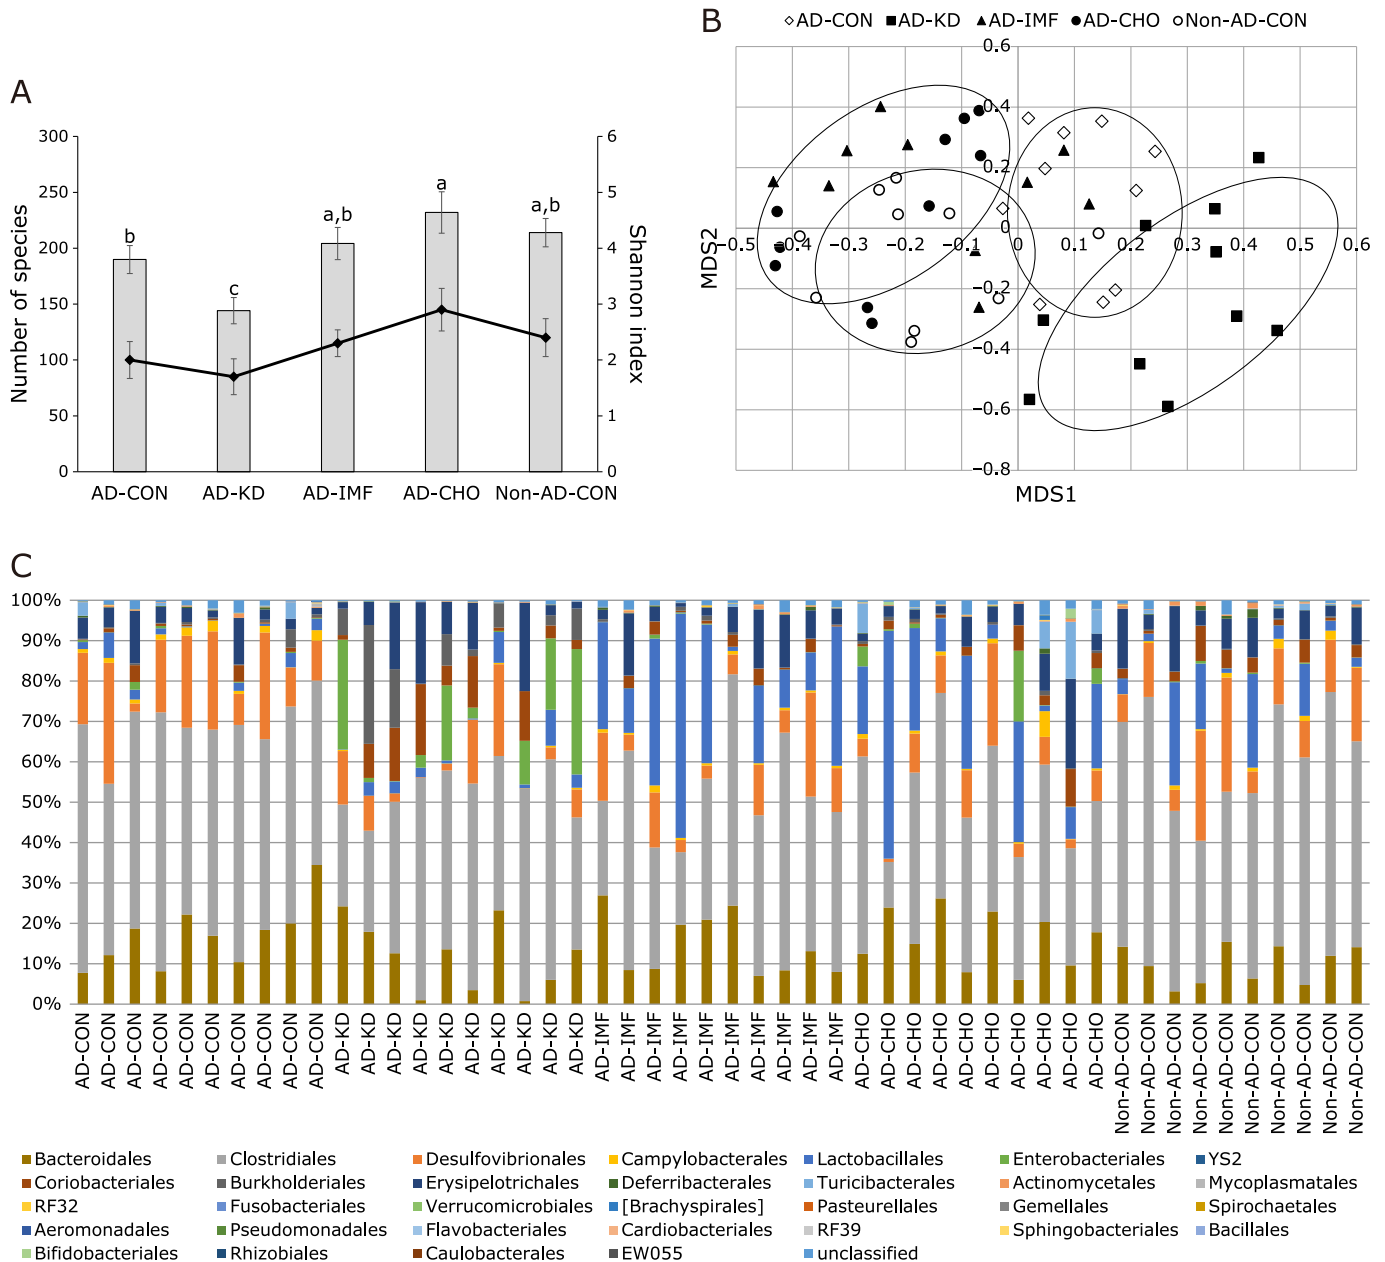 A
300
250
200
150
100
50
0
Number of species
b
c
a,b
a
a,b
6
5
4
3
2
1
0
Shannon index
AD-CON AD-KD AD-IMF AD-CHO Non-AD-CON
B
AD-CON AD-KD AD-IMF AD-CHO Non-AD-CON
0.6
0.4
0.2
0
−0.2
−0.4
−0.6
−0.8
−0.5 −0.4 −0.3 −0.2 −0.1 0 0.1 0.2 0.3 0.4 0.5 0.6
MDS2
MDS1
C
100%
90%
80%
70%
60%
50%
40%
30%
20%
10%
0%
AD-CON
AD-CON
AD-CON
AD-CON
AD-CON
AD-CON
AD-CON
AD-CON
AD-CON
AD-CON
AD-KD
AD-KD
AD-KD
AD-KD
AD-KD
AD-KD
AD-KD
AD-KD
AD-KD
AD-KD
AD-IMF
AD-IMF
AD-IMF
AD-IMF
AD-IMF
AD-IMF
AD-IMF
AD-IMF
AD-IMF
AD-IMF
AD-CHO
AD-CHO
AD-CHO
AD-CHO
AD-CHO
AD-CHO
AD-CHO
AD-CHO
AD-CHO
AD-CHO
Non-AD-CON
Non-AD-CON
Non-AD-CON
Non-AD-CON
Non-AD-CON
Non-AD-CON
Non-AD-CON
Non-AD-CON
Non-AD-CON
Non-AD-CON
Bacteroidales Clostridiales Desulfovibrionales Campylobacterales Lactobacillales Enterobacteriales YS2
Coriobacteriales Burkholderiales Erysipelotrichales Deferribacterales Turicibacterales Actinomycetales Mycoplasmatales
RF32 Fusobacteriales Verrucomicrobiales [Brachyspirales] Pasteurellales Gemellales Spirochaetales
Aeromonadales Pseudomonadales Flavobacteriales Cardiobacteriales RF39 Sphingobacteriales Bacillales
Bifidobacteriales Rhizobiales Caulobacterales EW055 unclassified